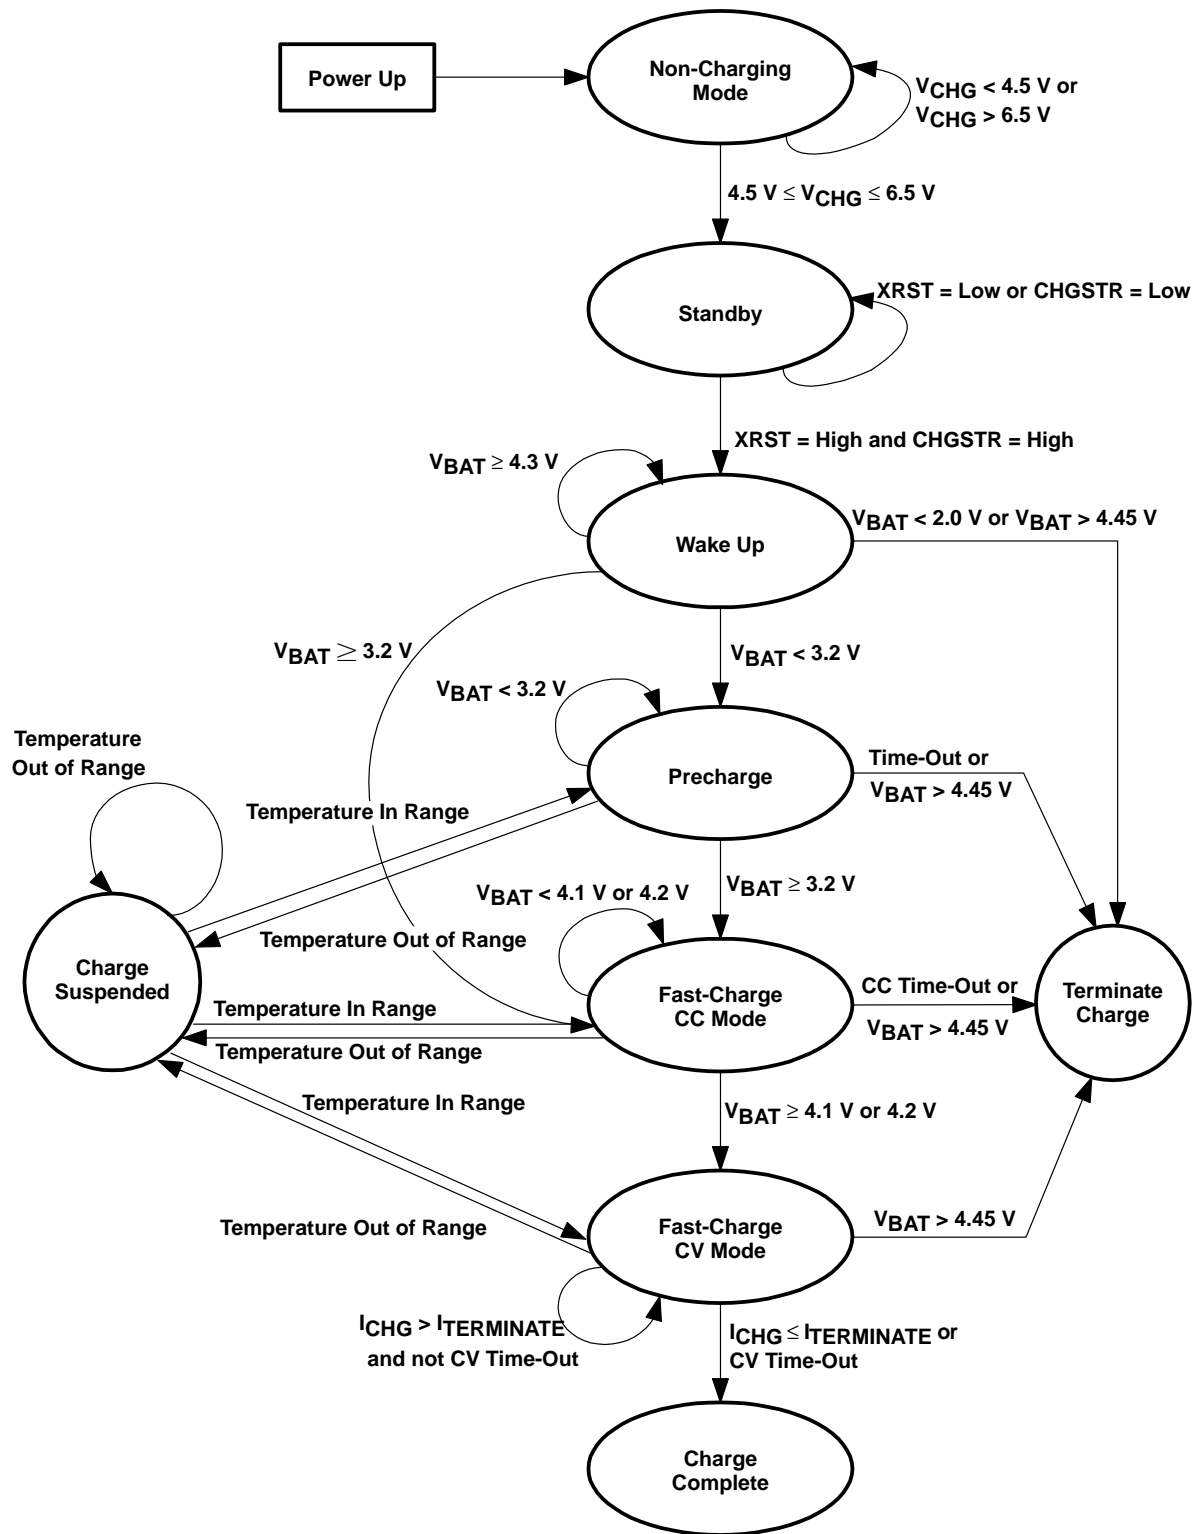 Power Up
Non-Charging
Mode
VCHG < 4.5 V or
VCHG > 6.5 V
4.5 V ≤ VCHG ≤ 6.5 V
Standby
XRST = Low or CHGSTR = Low
XRST = High and CHGSTR = High
VBAT ≥ 4.3 V
Wake Up
VBAT < 2.0 V or VBAT > 4.45 V
VBAT ≥ 3.2 V
VBAT < 3.2 V
VBAT < 3.2 V
Temperature
Out of Range
Precharge
Time-Out or
VBAT > 4.45 V
Temperature In Range
VBAT < 4.1 V or 4.2 V
VBAT ≥ 3.2 V
Temperature Out of Range
Charge
Suspended
Fast-Charge
CC Mode
CC Time-Out or
VBAT > 4.45 V
Terminate
Charge
Temperature In Range
Temperature Out of Range
Temperature In Range
VBAT ≥ 4.1 V or 4.2 V
Temperature Out of Range
Fast-Charge
CV Mode
VBAT > 4.45 V
ICHG > ITERMINATE
and not CV Time-Out
ICHG ≤ ITERMINATE or
CV Time-Out
Charge
Complete